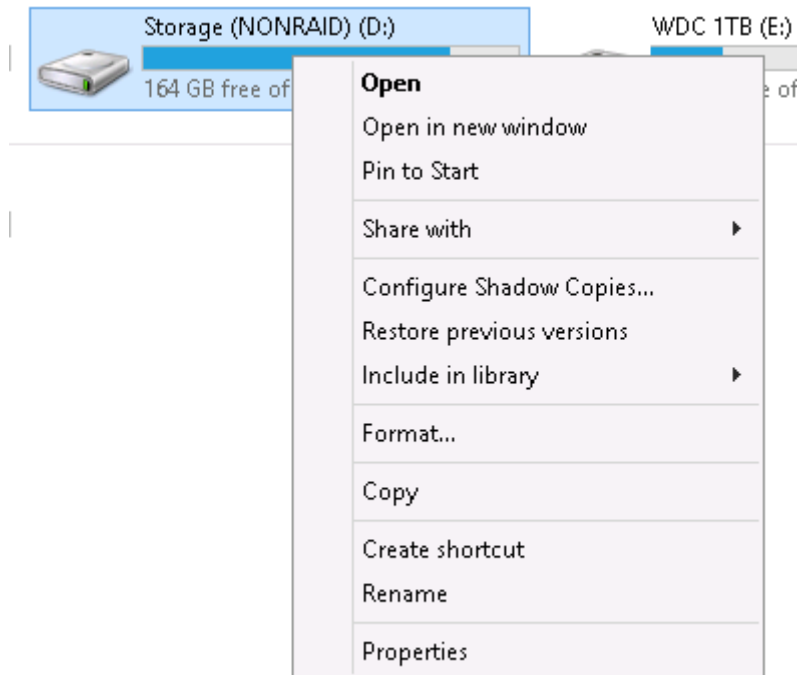 Storage (NONRAID) (D:)
WDC 1TB (E:)
164 GB free of
of
Open
Open in new window
Pin to Start
Share with
Configure Shadow Copies...
Restore previous versions
Include in library
Format...
Copy
Create shortcut
Rename
Properties